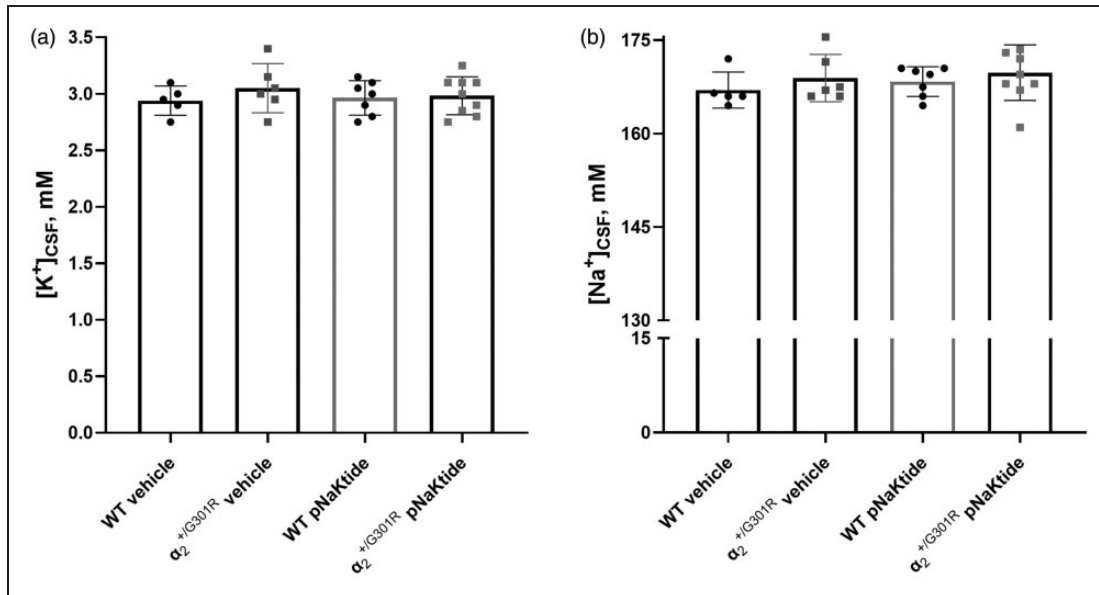 (a)
[K⁺]CSF, mM
3.5
3.0
2.5
2.0
1.5
1.0
0.5
0.0
WT vehicle
α₂⁺/G301R vehicle
WT pNaKtide
α₂⁺/G301R pNaKtide
(b)
[Na⁺]CSF, mM
175
160
145
130
15
0
WT vehicle
α₂⁺/G301R vehicle
WT pNaKtide
α₂⁺/G301R pNaKtide